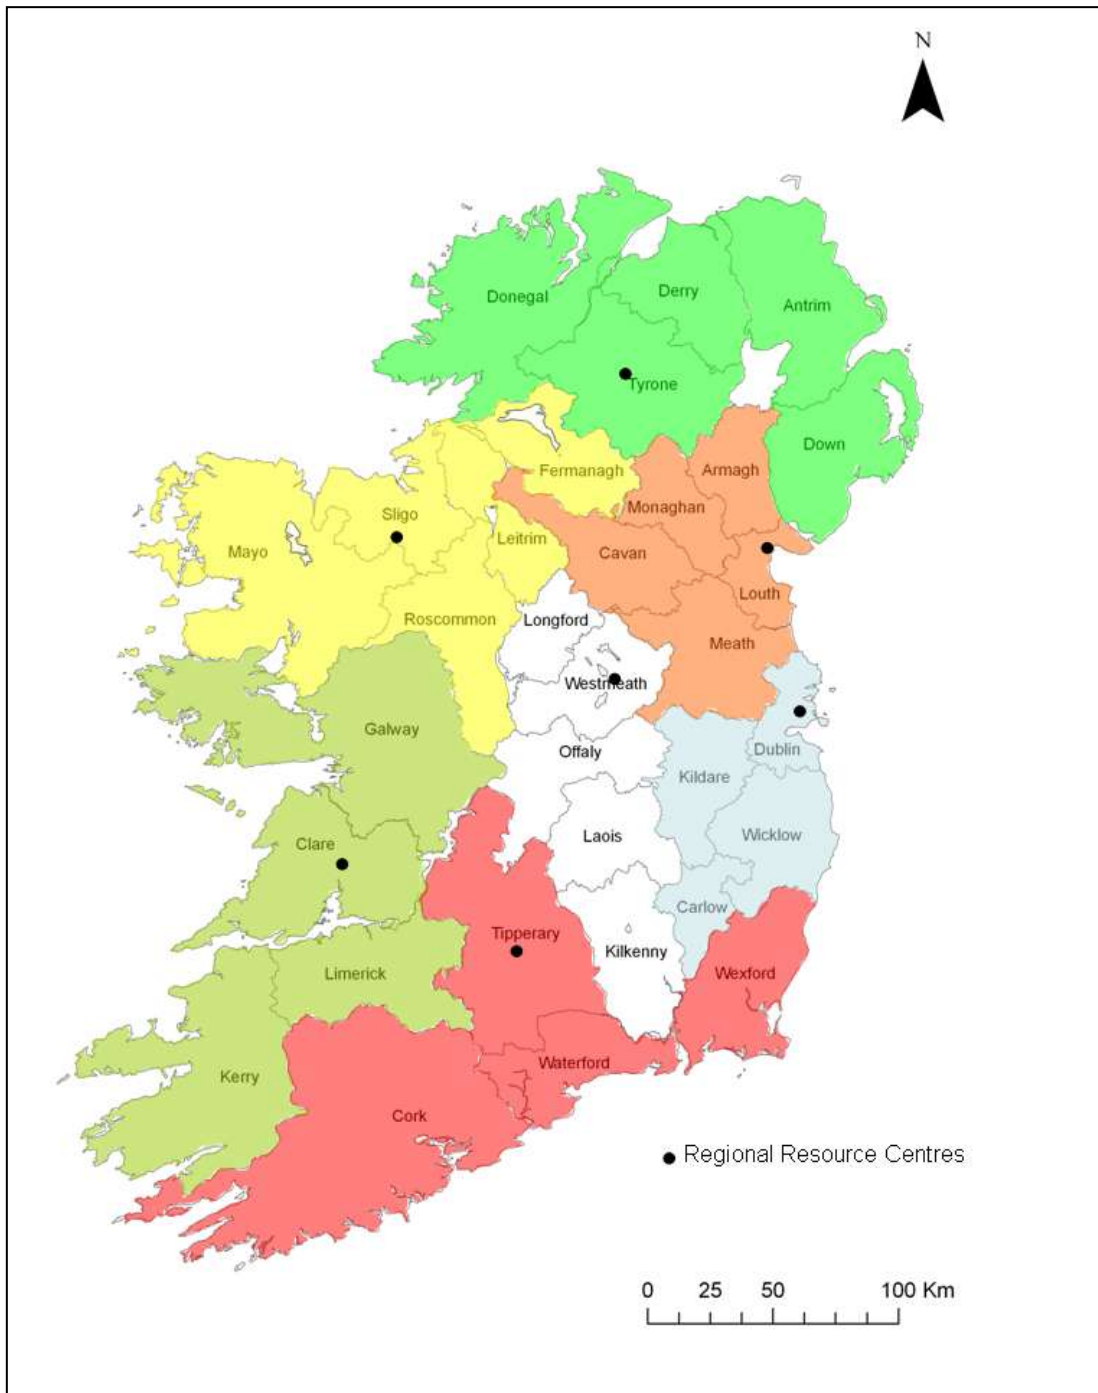 N
Donegal
Derry
Antrim
Tyrone
Down
Fermanagh
Armagh
Monaghan
Sligo
Leitrim
Cavan
Mayo
Louth
Roscommon
Longford
Meath
Westmeath
Galway
Offaly
Dublin
Kildare
Laois
Wicklow
Clare
Carlow
Tipperary
Kilkenny
Limerick
Wexford
Waterford
Kerry
Cork
Regional Resource Centres
0 25 50 100 Km